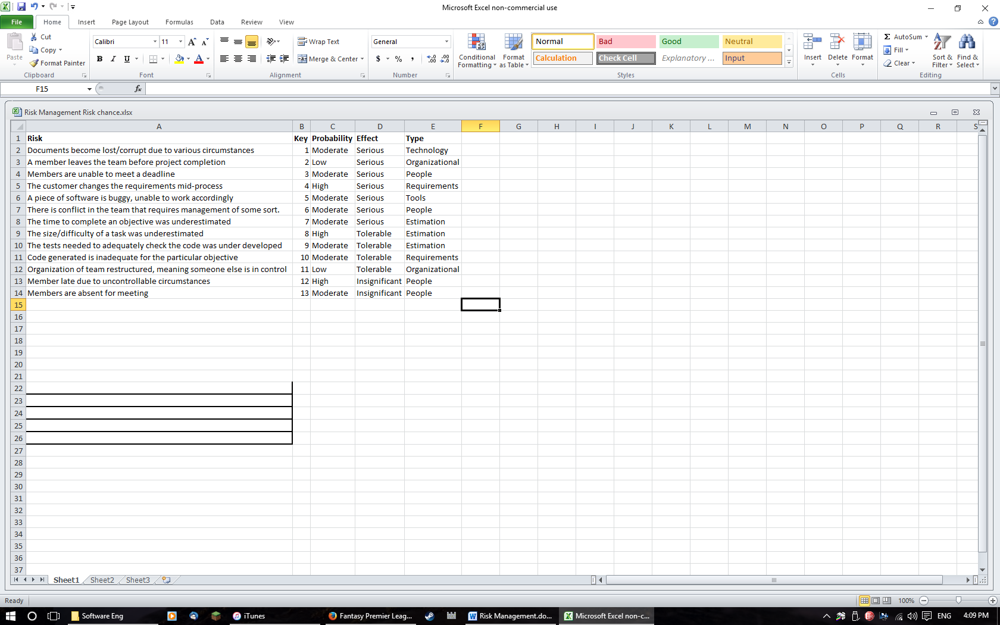 Microsoft Excel non-commercial use
File Home Insert Page Layout Formulas Data Review View
Paste Cut Copy Format Painter Clipboard
Calibri 11 A A B I U A Font
Wrap Text Merge & Center Alignment
General $ % , .00 .0 Number
Conditional Formatting Format as Table
Normal Bad Good Neutral
Calculation Check Cell Explanatory ... Input
Styles
Insert Delete Format Cells
Σ AutoSum Fill Clear Sort & Filter Find & Select Editing
F15 fx
Risk Management Risk chance.xlsx
A B C D E F G H I J K L M N O P Q R S
1 Risk Key Probability Effect Type
2 Documents become lost/corrupt due to various circumstances 1 Moderate Serious Technology
3 A member leaves the team before project completion 2 Low Serious Organizational
4 Members are unable to meet a deadline 3 Moderate Serious People
5 The customer changes the requirements mid-process 4 High Serious Requirements
6 A piece of software is buggy, unable to work accordingly 5 Moderate Serious Tools
7 There is conflict in the team that requires management of some sort. 6 Moderate Serious People
8 The time to complete an objective was underestimated 7 Moderate Serious Estimation
9 The size/difficulty of a task was underestimated 8 High Tolerable Estimation
10 The tests needed to adequately check the code was under developed 9 Moderate Tolerable Estimation
11 Code generated is inadequate for the particular objective 10 Moderate Tolerable Requirements
12 Organization of team restructured, meaning someone else is in control 11 Low Tolerable Organizational
13 Member late due to uncontrollable circumstances 12 High Insignificant People
14 Members are absent for meeting 13 Moderate Insignificant People
15
16
17
18
19
20
21
22
23
24
25
26
27
28
29
30
31
32
33
34
35
36
37
Sheet1 Sheet2 Sheet3
Ready 100%
Software Eng iTunes Fantasy Premier Leag... Risk Management.do... Microsoft Excel non-c... ENG 4:09 PM